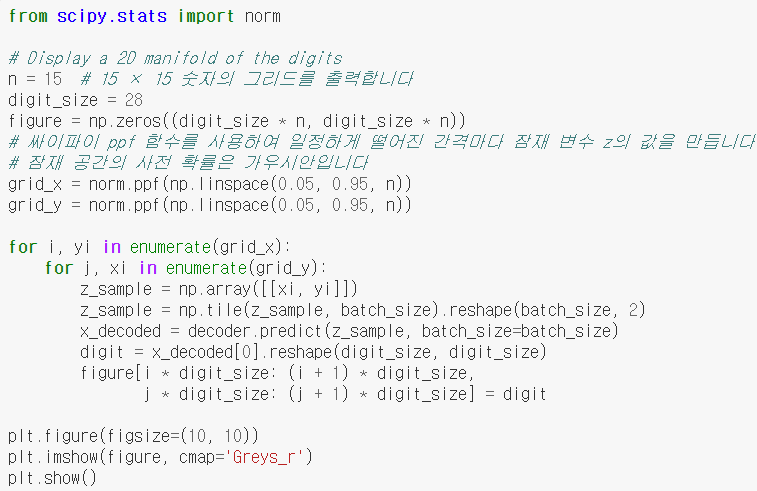 from scipy.stats import norm
# Display a 2D manifold of the digits
n = 15  # 15 × 15 숫자의 그리드를 출력합니다
digit_size = 28
figure = np.zeros((digit_size * n, digit_size * n))
# 싸이파이 ppf 함수를 사용하여 일정하게 떨어진 간격마다 잠재 변수 z의 값을 만듭니다
# 잠재 공간의 사전 확률은 가우시안입니다
grid_x = norm.ppf(np.linspace(0.05, 0.95, n))
grid_y = norm.ppf(np.linspace(0.05, 0.95, n))
for i, yi in enumerate(grid_x):
    for j, xi in enumerate(grid_y):
        z_sample = np.array([[xi, yi]])
        z_sample = np.tile(z_sample, batch_size).reshape(batch_size, 2)
        x_decoded = decoder.predict(z_sample, batch_size=batch_size)
        digit = x_decoded[0].reshape(digit_size, digit_size)
        figure[i * digit_size: (i + 1) * digit_size,
               j * digit_size: (j + 1) * digit_size] = digit
plt.figure(figsize=(10, 10))
plt.imshow(figure, cmap='Greys_r')
plt.show()